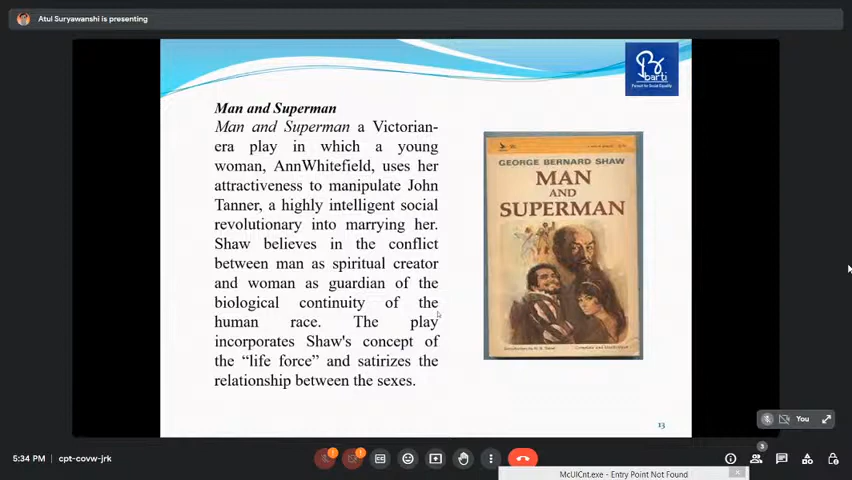 Atul Suryawanshi is presenting
barti
Man and Superman
Man and Superman a Victorian-
era play in which a young
woman, AnnWhitefield, uses her
attractiveness to manipulate John
Tanner, a highly intelligent social
revolutionary into marrying her.
Shaw believes in the conflict
between man as spiritual creator
and woman as guardian of the
biological continuity of the
human race. The play
incorporates Shaw's concept of
the “life force” and satirizes the
relationship between the sexes.
GEORGE BERNARD SHAW
MAN
AND
SUPERMAN
13
You
5:34 PM
cpt-covw-jrk
3
McUICnt.exe - Entry Point Not Found